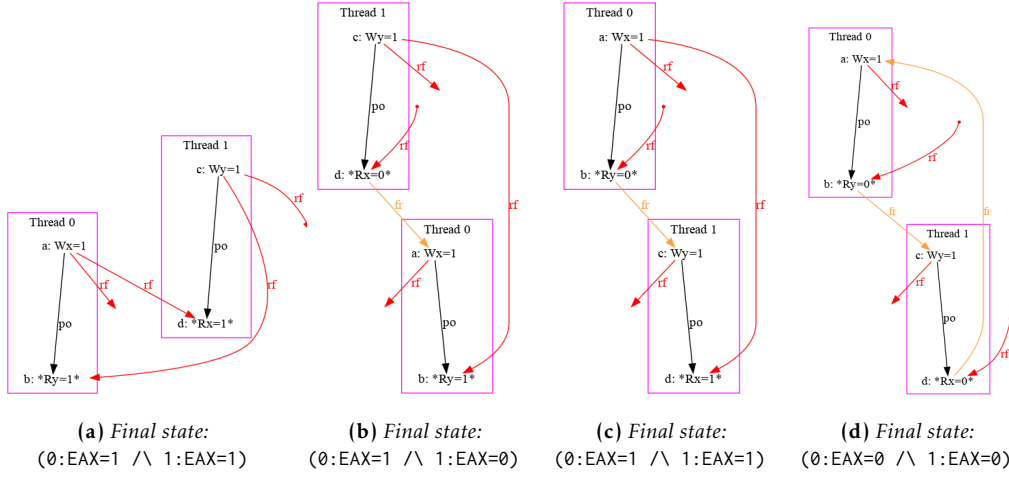 Thread 1
c: Wy=1
rf
po
rf
d: *Rx=0*
fr
rf
Thread 0
a: Wx=1
rf
po
b: *Ry=1*
Thread 0
a: Wx=1
rf
po
rf
b: *Ry=0*
fr
rf
Thread 1
c: Wy=1
rf
po
d: *Rx=1*
Thread 0
a: Wx=1
rf
po
rf
b: *Ry=0*
fr
fr
Thread 1
c: Wy=1
rf
rf
po
d: *Rx=0*
Thread 1
c: Wy=1
rf
po
d: *Rx=1*
Thread 0
a: Wx=1
rf
rf
rf
po
b: *Ry=1*
(a) Final state:
(0:EAX=1 /\ 1:EAX=1)
(b) Final state:
(0:EAX=1 /\ 1:EAX=0)
(c) Final state:
(0:EAX=1 /\ 1:EAX=1)
(d) Final state:
(0:EAX=0 /\ 1:EAX=0)